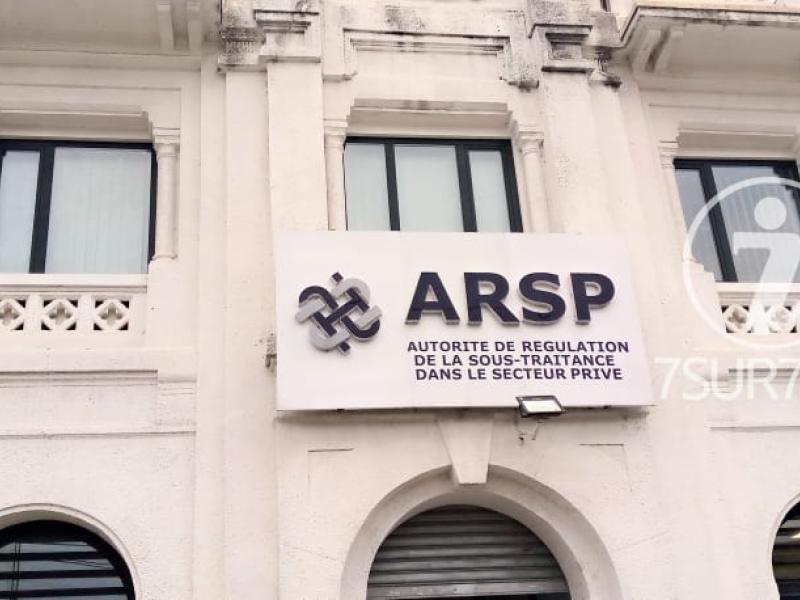 ARSP
AUTORITE DE REGULATION
DE LA SOUS-TRAITANCE
DANS LE SECTEUR PRIVE
7SUR7